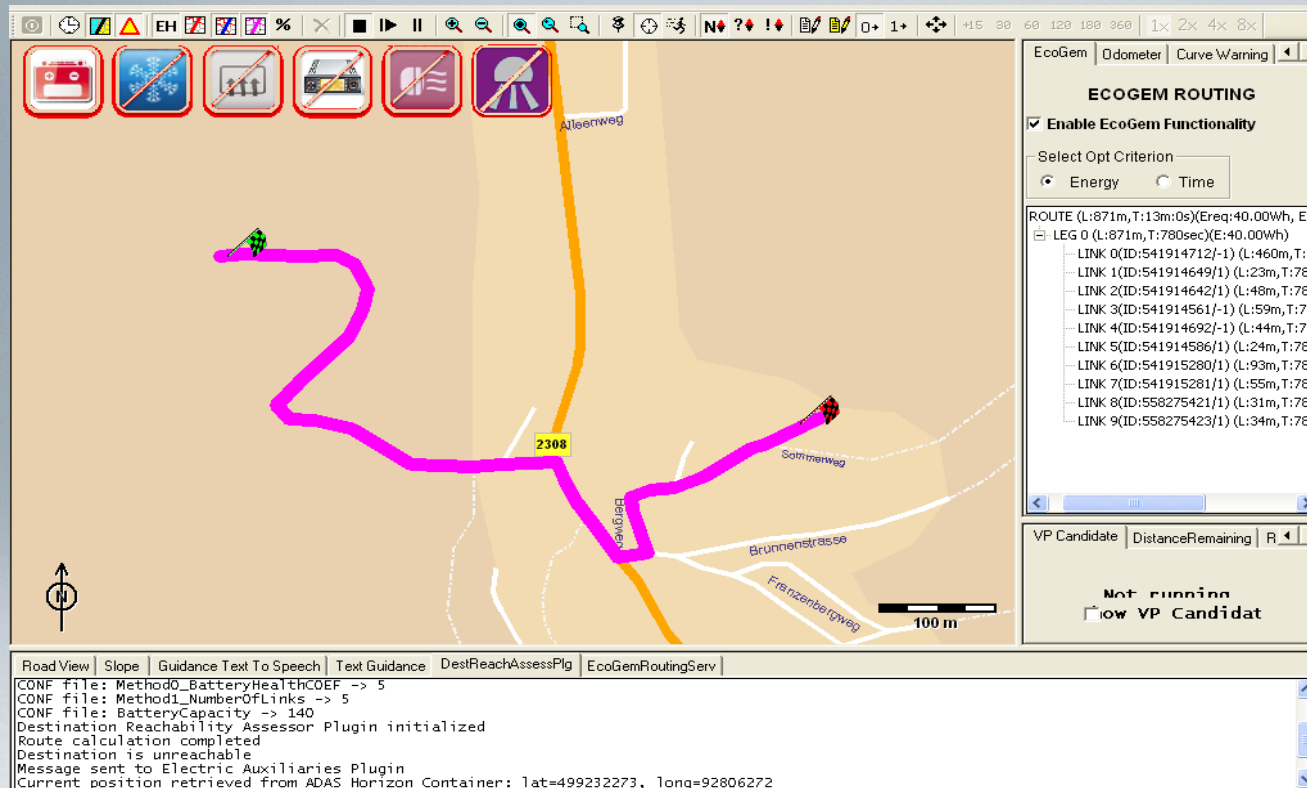 EH
%
N
?
!
0+
1+
+15 30 60 120 180 360 1x 2x 4x 8x
EcoGem Odometer Curve Warning
ECOGEM ROUTING
Enable EcoGem Functionality
Select Opt Criterion
Energy Time
ROUTE (L:871m,T:13m:0s)(Ereq:40.00Wh, E
LEG 0 (L:871m,T:780sec)(E:40.00Wh)
LINK 0(ID:541914712/-1) (L:460m,T:
LINK 1(ID:541914649/1) (L:23m,T:78
LINK 2(ID:541914642/1) (L:48m,T:78
LINK 3(ID:541914561/-1) (L:59m,T:7
LINK 4(ID:541914692/-1) (L:44m,T:7
LINK 5(ID:541914586/1) (L:24m,T:78
LINK 6(ID:541915280/1) (L:93m,T:78
LINK 7(ID:541915281/1) (L:55m,T:78
LINK 8(ID:558275421/1) (L:31m,T:78
LINK 9(ID:558275423/1) (L:34m,T:78
Alleenweg
2308
Sommerweg
Bergweg
Brunnenstrasse
Franzenbergweg
N
100 m
VP Candidate DistanceRemaining R
Not running
ow VP Candidat
Road View Slope Guidance Text To Speech Text Guidance DestReachAssessPlg EcoGemRoutingServ
CONF file: Method0_BatteryHealthCOEF -> 5
CONF file: Method1_NumberOfLinks -> 5
CONF file: BatteryCapacity -> 140
Destination Reachability Assessor Plugin initialized
Route calculation completed
Destination is unreachable
Message sent to Electric Auxiliaries Plugin
Current position retrieved from ADAS Horizon Container: lat=499232273, long=92806272